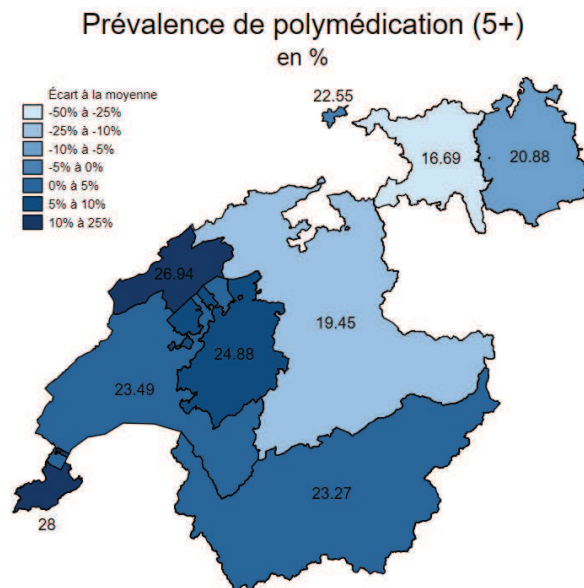 Prévalence de polymédication (5+)
en %
Écart à la moyenne
-50% à -25%
-25% à -10%
-10% à -5%
-5% à 0%
0% à 5%
5% à 10%
10% à 25%
22.55
16.69
20.88
26.94
19.45
24.88
23.49
23.27
28